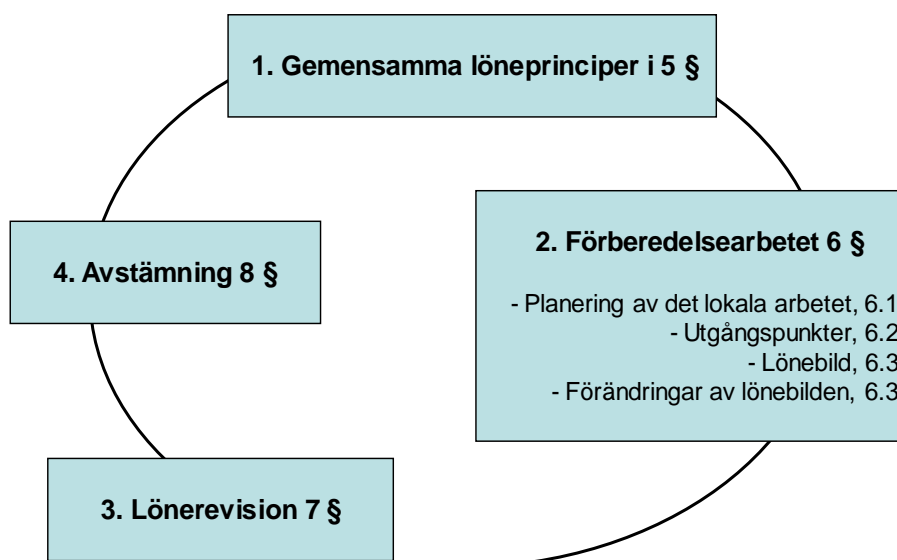 1. Gemensamma löneprinciper i 5 §
2. Förberedelsearbetet 6 §
- Planering av det lokala arbetet, 6.1
- Utgångspunkter, 6.2
- Lönebild, 6.3
- Förändringar av lönebilden, 6.3
3. Lönerevision 7 §
4. Avstämning 8 §